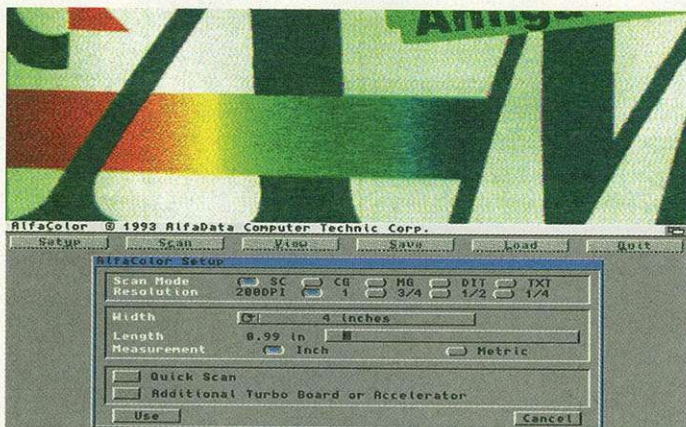 Amiga
AlfaColor © 1993 AlfaData Computer Technic Corp.
Setup Scan View Save Load Quit
AlfaColor Setup
Scan Mode SC CG MG DIT TXT
Resolution 200DPI 1 3/4 1/2 1/4
Width 4 inches
Length 0.99 in
Measurement Inch Metric
Quick Scan
Additional Turbo Board or Accelerator
Use Cancel